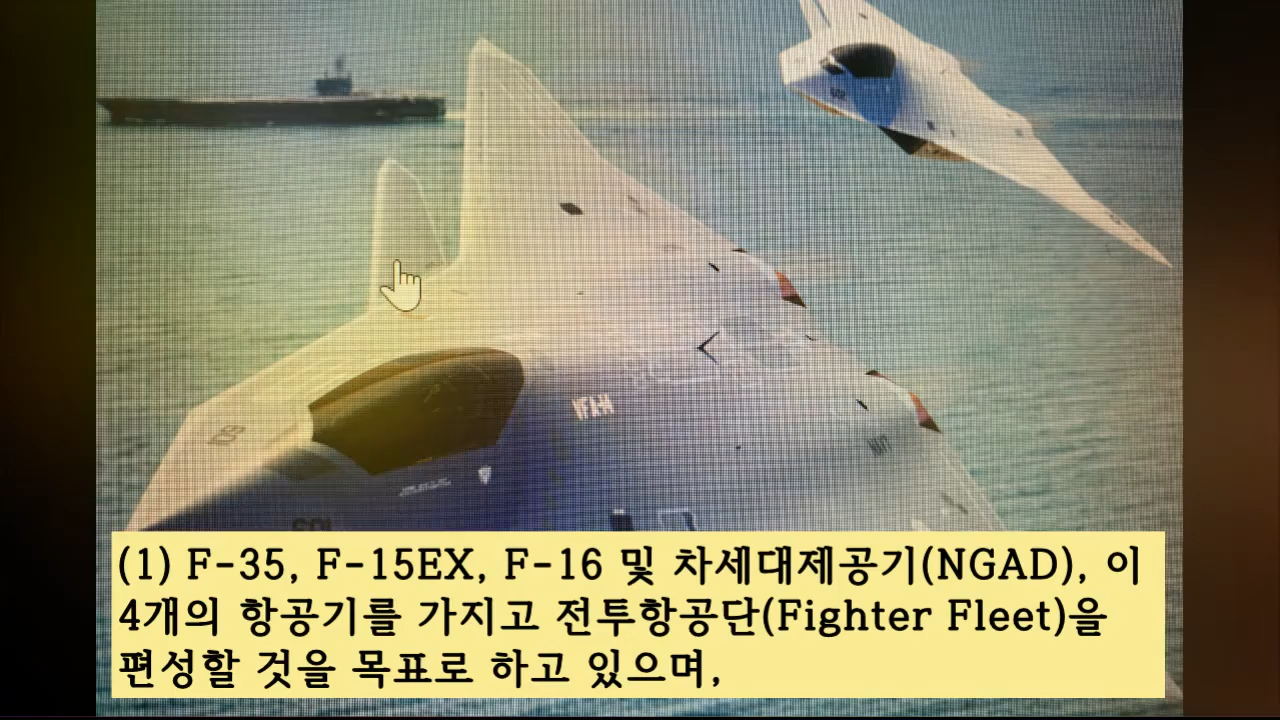 (1) F-35, F-15EX, F-16 및 차세대제공기(NGAD), 이
4개의 항공기를 가지고 전투항공단(Fighter Fleet)을
편성할 것을 목표로 하고 있으며,